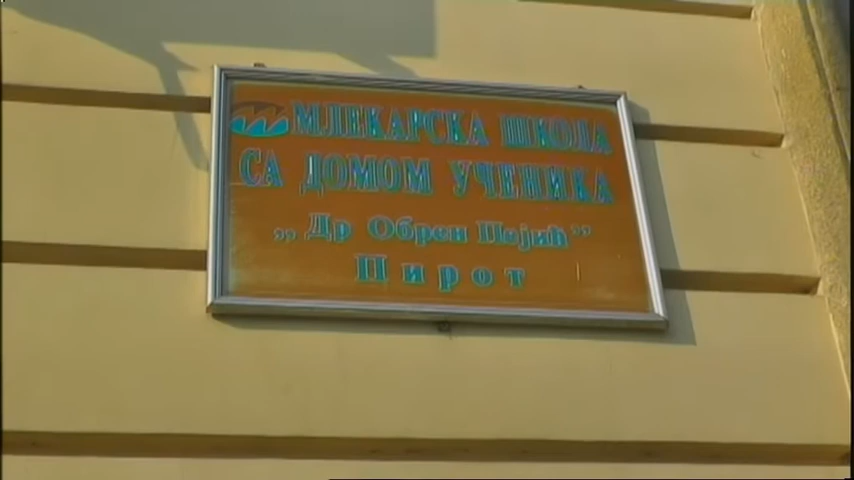 МЛЕКАРСКА ШКОЛА
СА ДОМОМ УЧЕНИКА
,, Др Обрен Пејић ”
Пирот